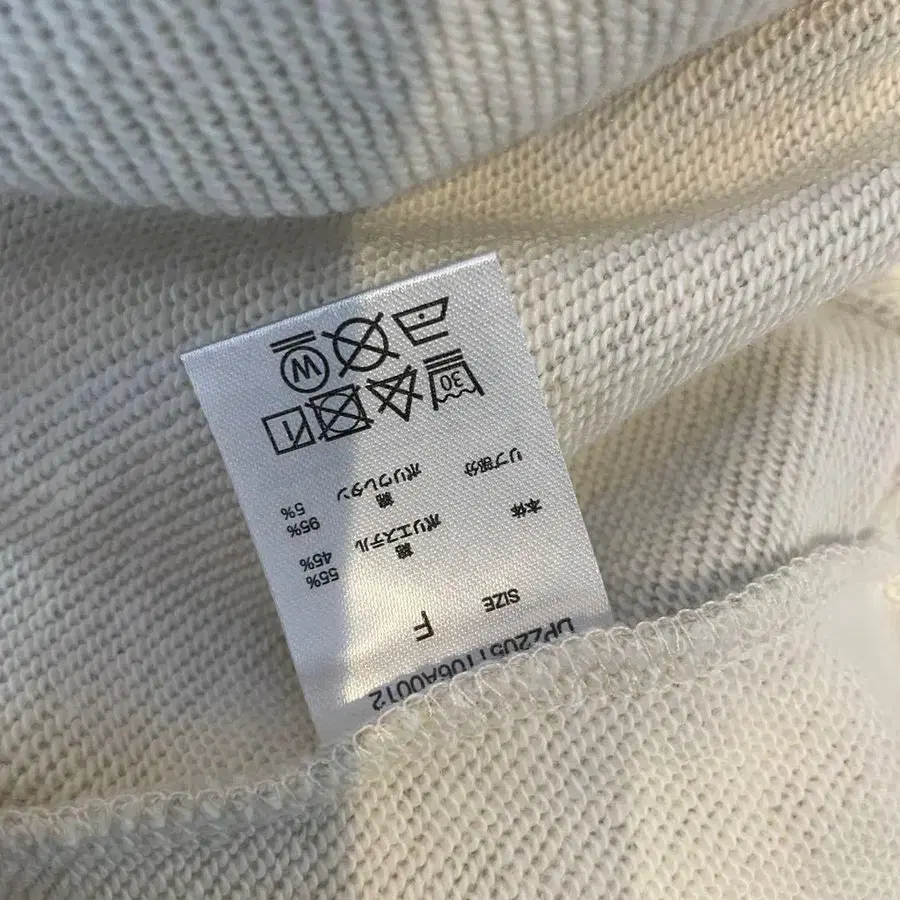 SIZE F
本体 綿 55%
ポリエステル 45%
リブ部分 綿 95%
ポリウレタン 5%
30
W